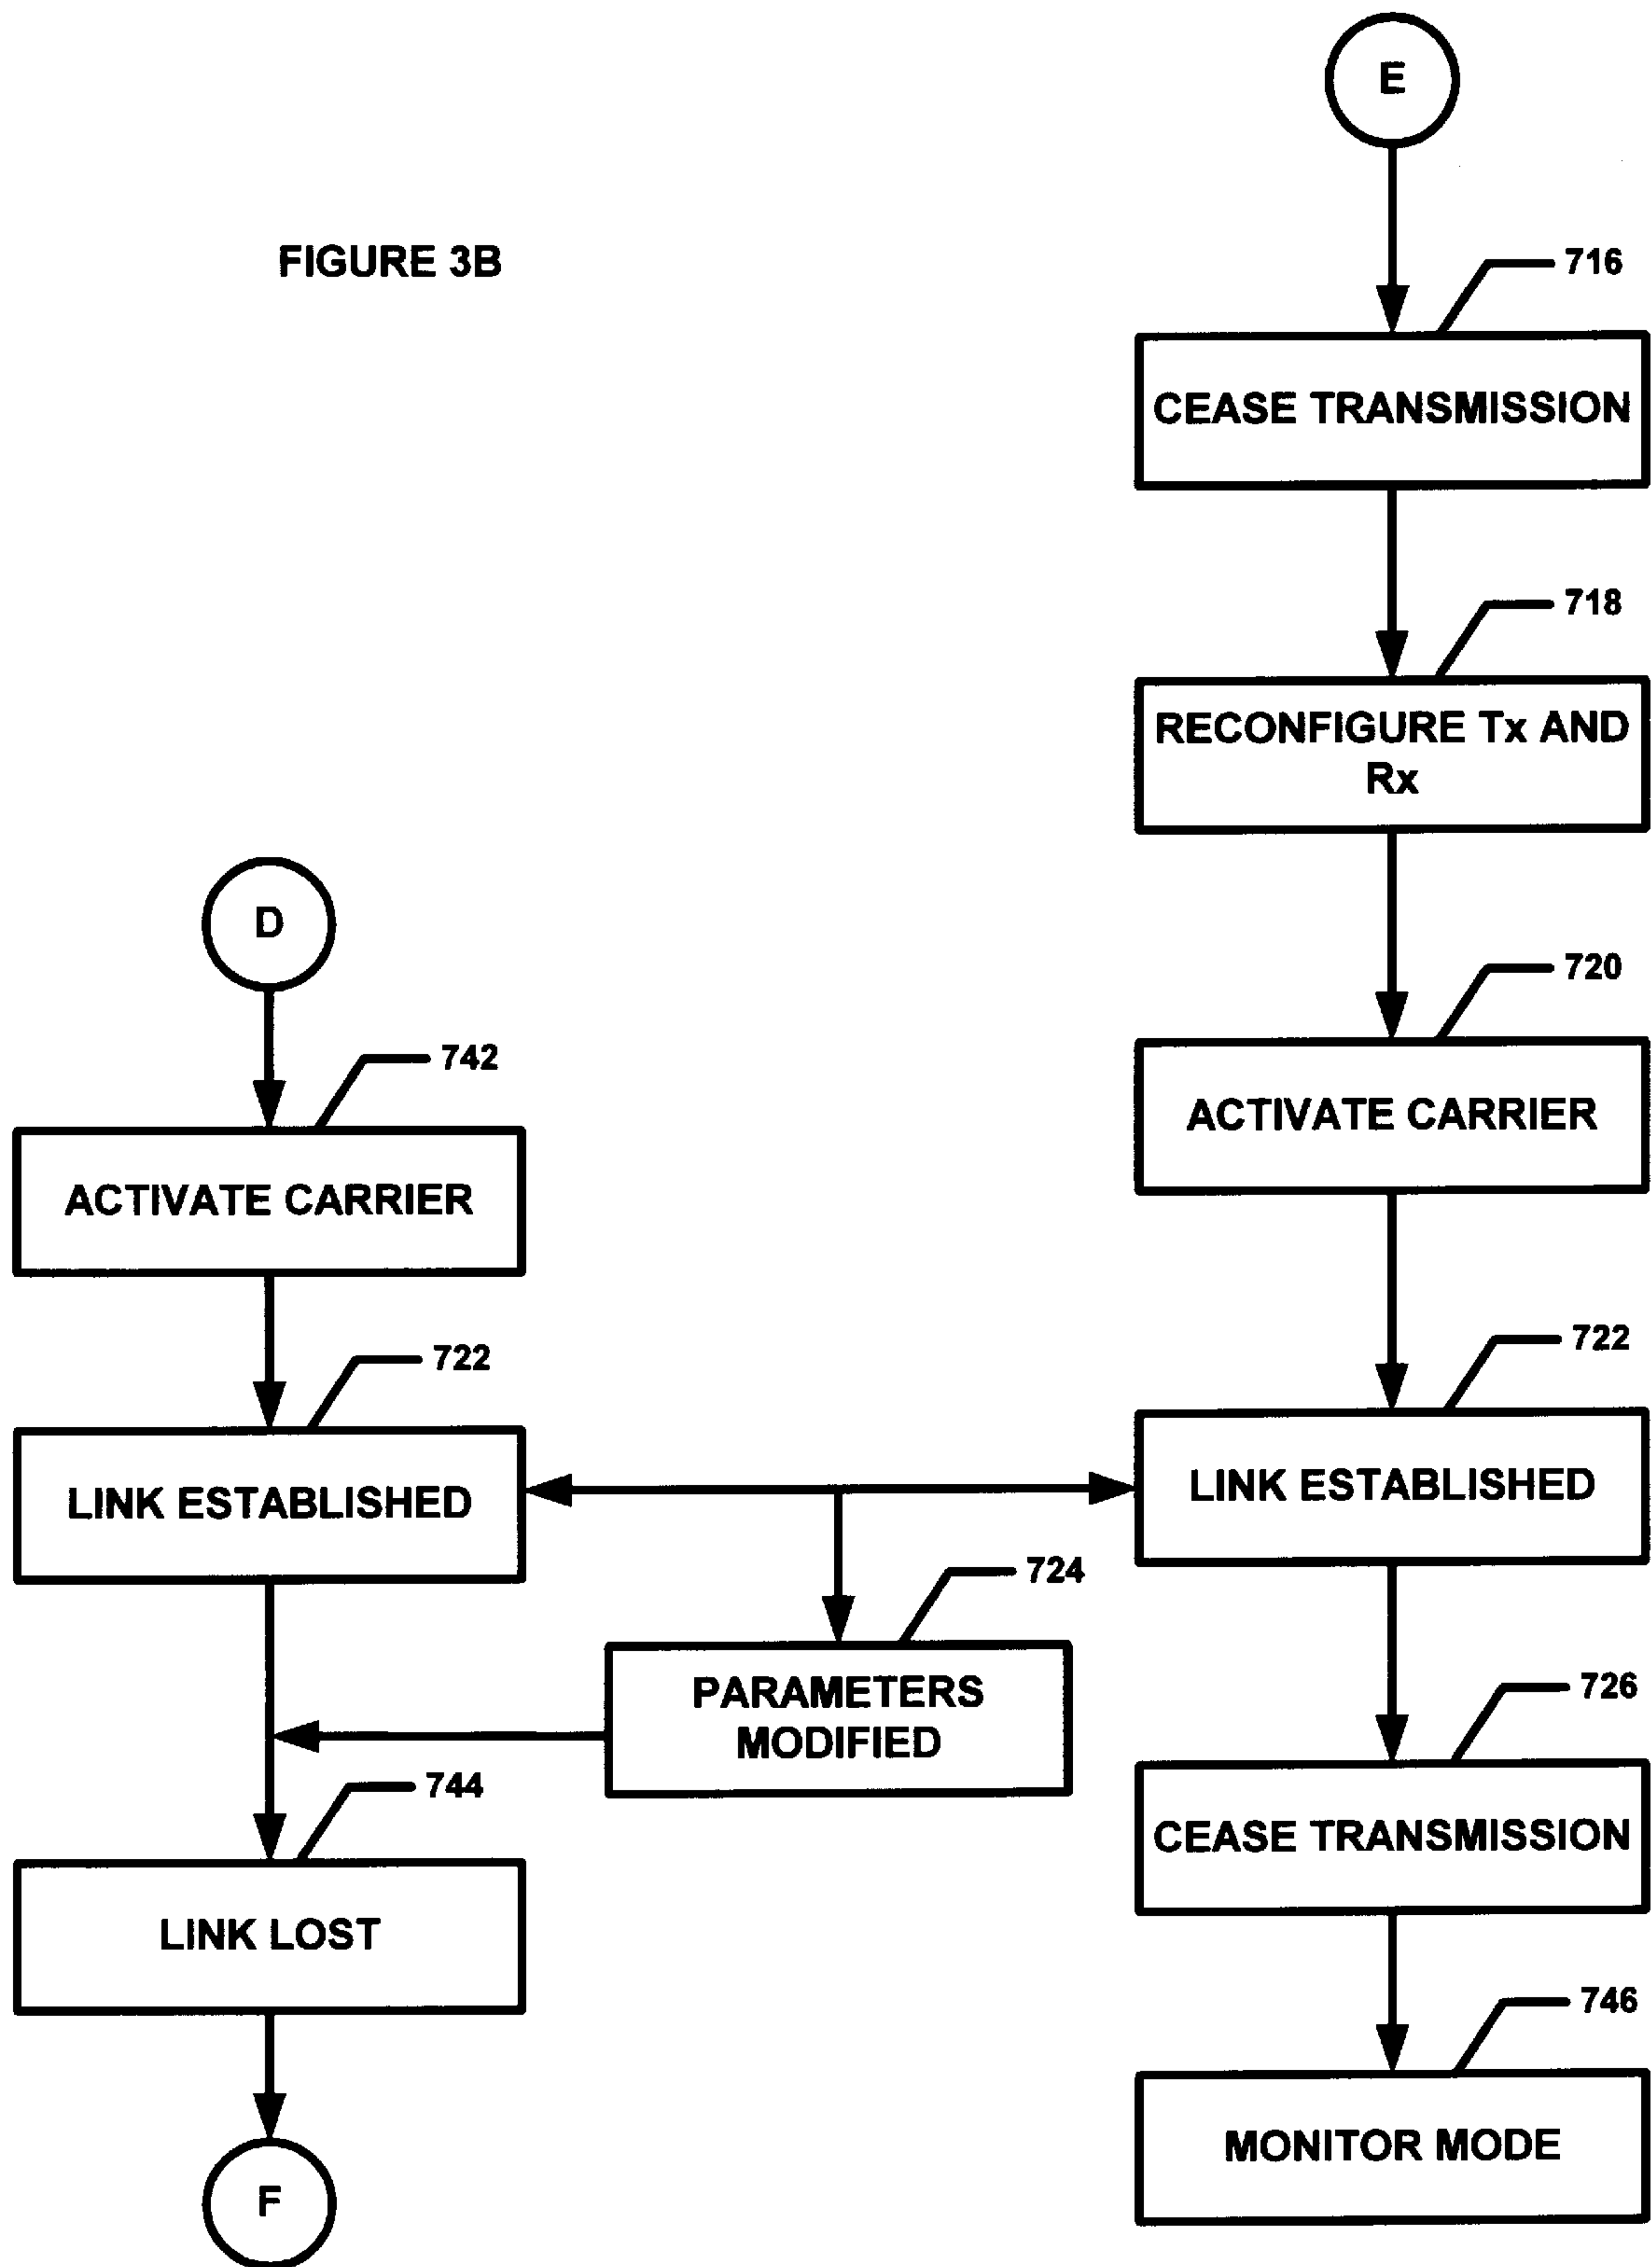 E
FIGURE 3B
716
CEASE TRANSMISSION
718
RECONFIGURE Tx AND
Rx
D
720
ACTIVATE CARRIER
742
ACTIVATE CARRIER
722
LINK ESTABLISHED
722
LINK ESTABLISHED
724
PARAMETERS
MODIFIED
726
CEASE TRANSMISSION
744
LINK LOST
746
MONITOR MODE
F